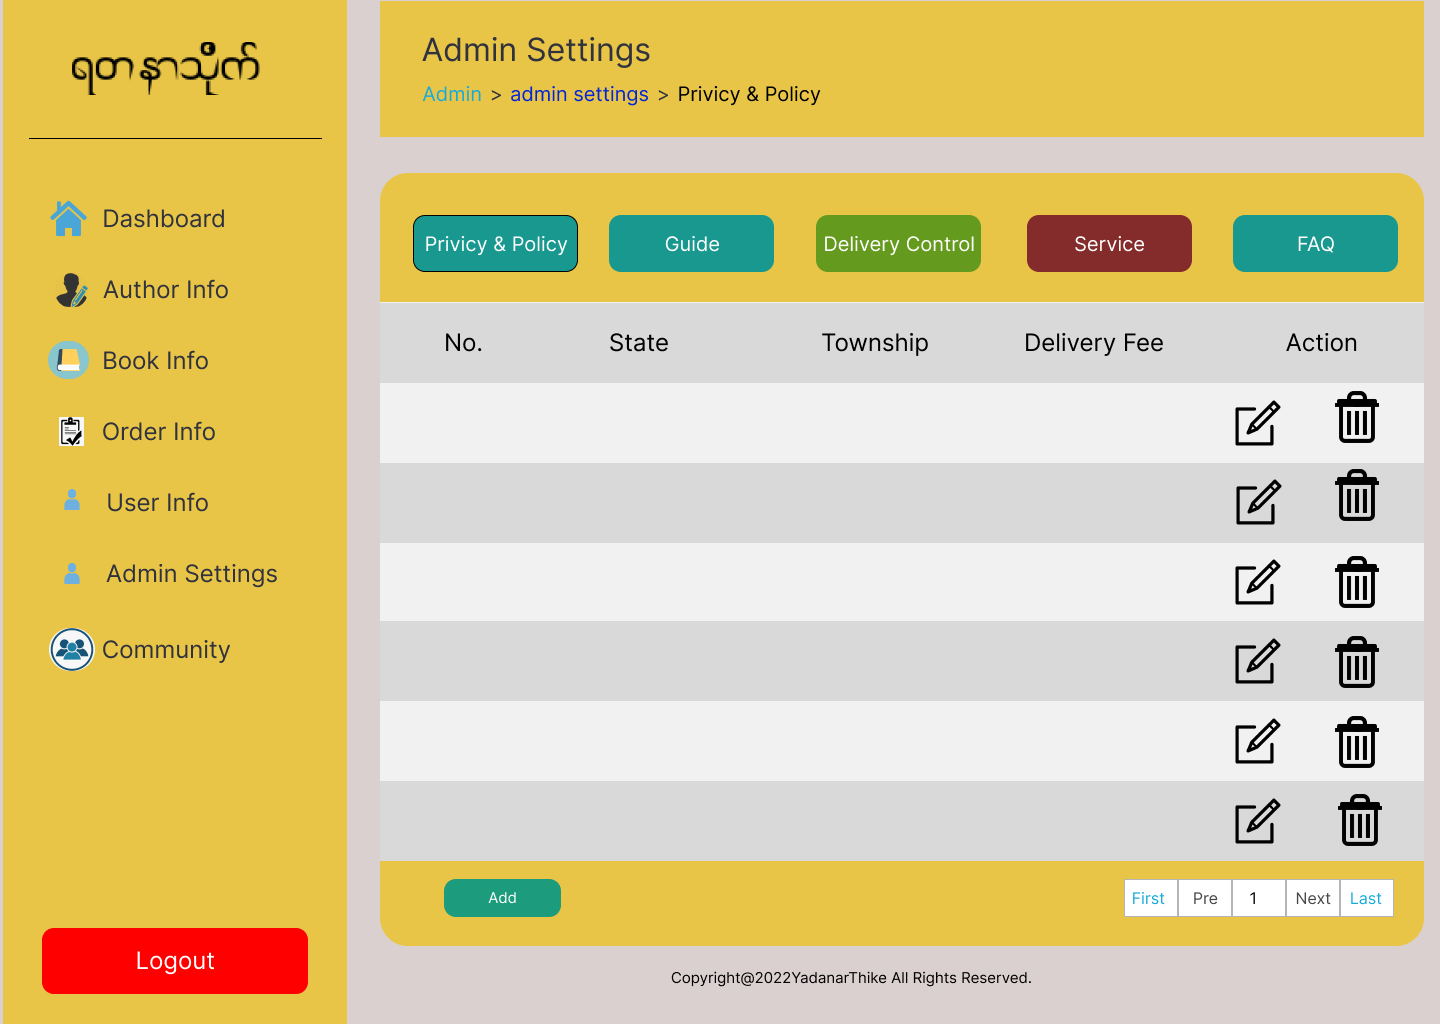 ရတနာသိုက်
Admin Settings
Admin > admin settings > Privicy & Policy
Dashboard
Author Info
Book Info
Order Info
User Info
Admin Settings
Community
Logout
Privicy & Policy Guide Delivery Control Service FAQ
No. State Township Delivery Fee Action
Add
First Pre 1 Next Last
Copyright@2022YadanarThike All Rights Reserved.